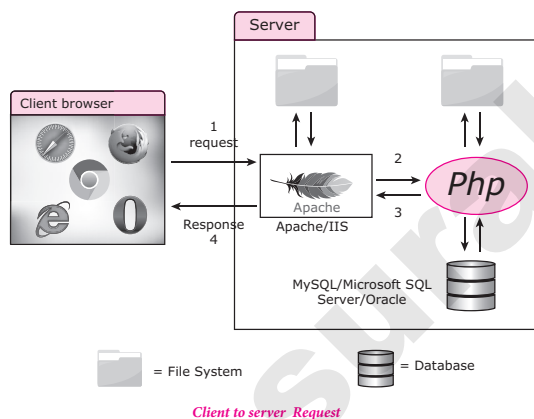 Server
Client browser
1
request
2
Php
Apache
3
Response
4
Apache/IIS
MySQL/Microsoft SQL
Server/Oracle
= File System
= Database
Client to server Request